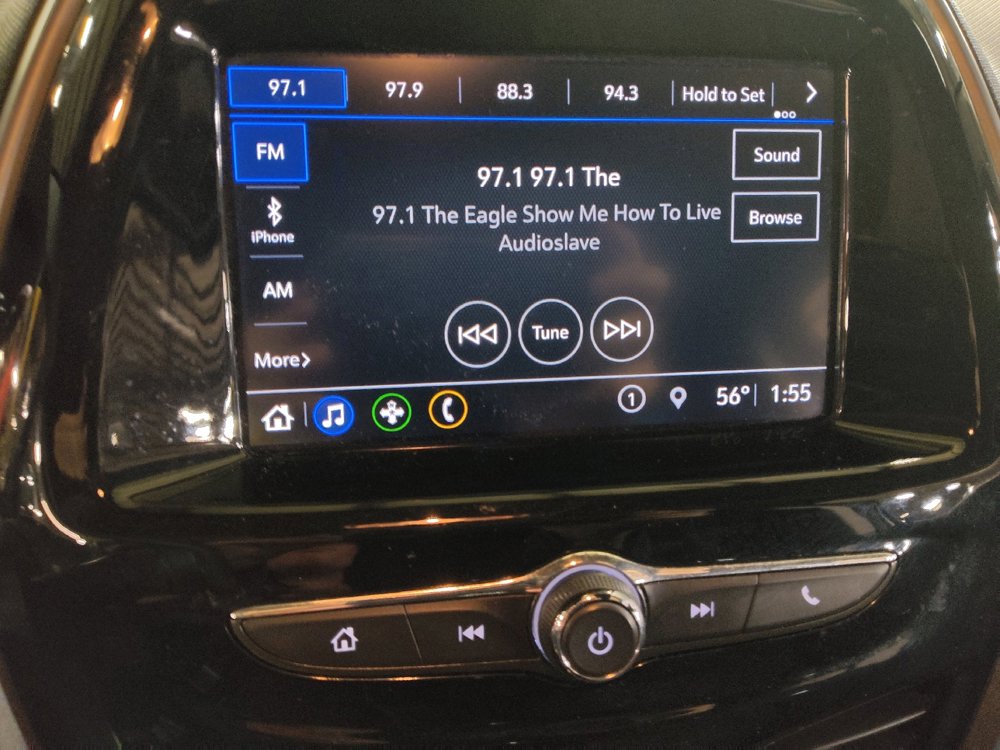 97.1 97.9 88.3 94.3 Hold to Set
FM
97.1 97.1 The
97.1 The Eagle Show Me How To Live
Audioslave
Sound
Browse
iPhone
AM
More
Tune
1 56° 1:55